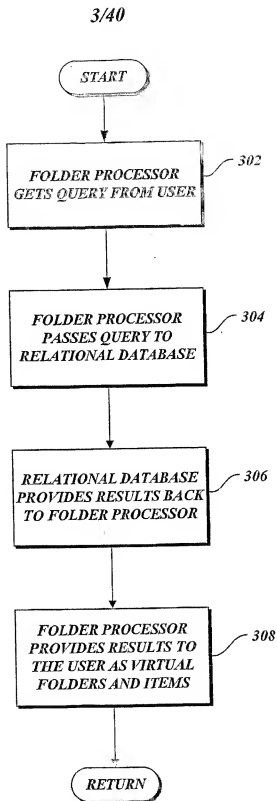 3/40
START
FOLDER PROCESSOR
GETS QUERY FROM USER
302
FOLDER PROCESSOR
PASSES QUERY TO
RELATIONAL DATABASE
304
RELATIONAL DATABASE
PROVIDES RESULTS BACK
TO FOLDER PROCESSOR
306
FOLDER PROCESSOR
PROVIDES RESULTS TO
THE USER AS VIRTUAL
FOLDERS AND ITEMS
308
RETURN